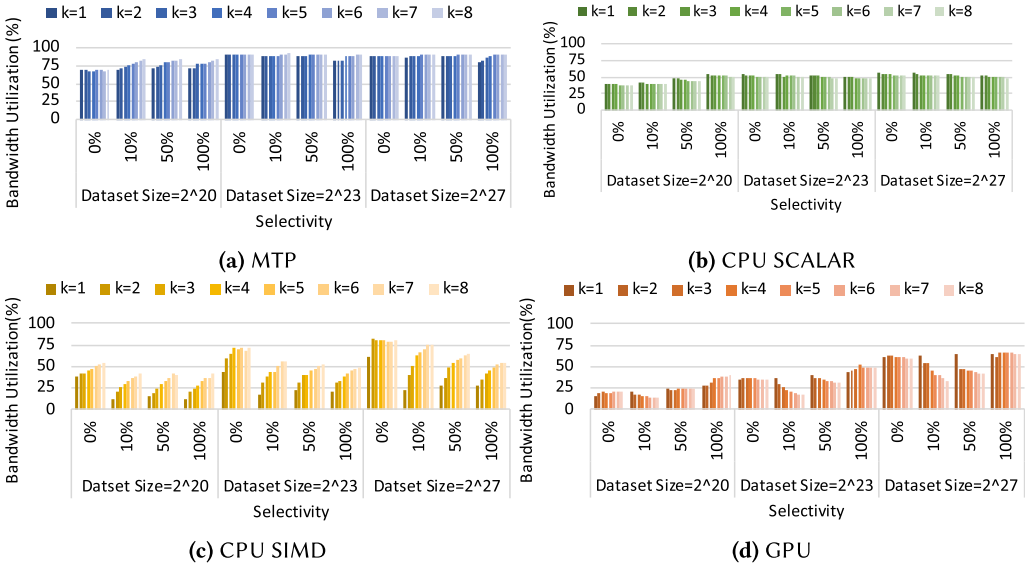 k=1 k=2 k=3 k=4 k=5 k=6 k=7 k=8
Bandwidth Utilization (%)
100
75
50
25
0
0% 10% 50% 100% 0% 10% 50% 100% 0% 10% 50% 100%
Dataset Size=2^20 Dataset Size=2^23 Dataset Size=2^27
Selectivity
(a) MTP
k=1 k=2 k=3 k=4 k=5 k=6 k=7 k=8
Bandwidth Utilization (%)
100
75
50
25
0
0% 10% 50% 100% 0% 10% 50% 100% 0% 10% 50% 100%
Dataset Size=2^20 Dataset Size=2^23 Dataset Size=2^27
Selectivity
(b) CPU SCALAR
k=1 k=2 k=3 k=4 k=5 k=6 k=7 k=8
Bandwidth Utilization(%)
100
75
50
25
0
0% 10% 50% 100% 0% 10% 50% 100% 0% 10% 50% 100%
Datset Size=2^20 Dataset Size=2^23 Dataset Size=2^27
Selectivity
(c) CPU SIMD
k=1 k=2 k=3 k=4 k=5 k=6 k=7 k=8
Bandwidth Utilization (%)
100
75
50
25
0
0% 10% 50% 100% 0% 10% 50% 100% 0% 10% 50% 100%
Dataset Size=2^20 Dataset Size=2^23 Dataset Size=2^27
Selectivity
(d) GPU